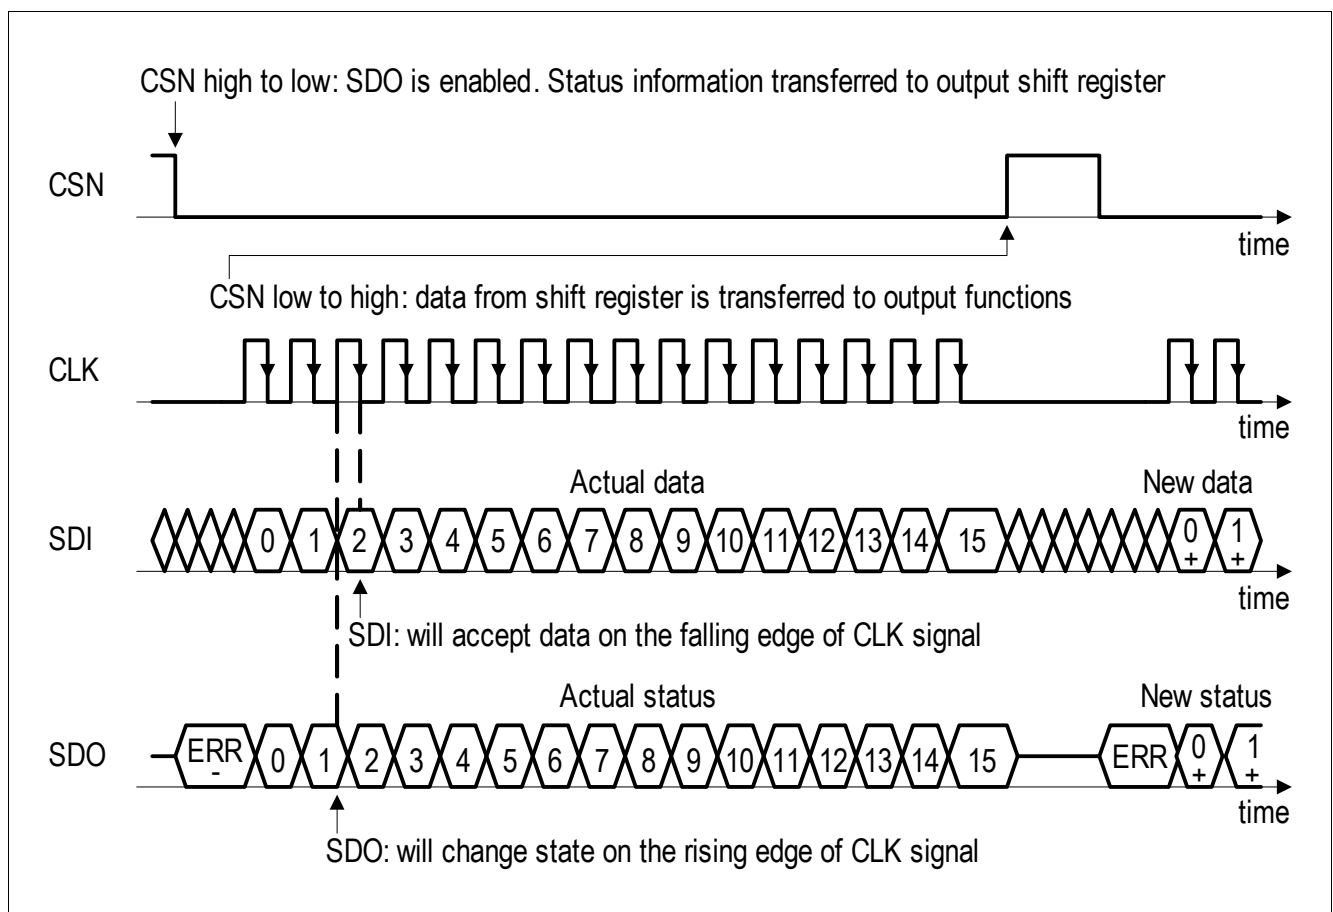 CSN high to low: SDO is enabled. Status information transferred to output shift register
CSN
time
CSN low to high: data from shift register is transferred to output functions
CLK
time
Actual data
New data
SDI
0 1 2 3 4 5 6 7 8 9 10 11 12 13 14 15 0 1
+ +
time
SDI: will accept data on the falling edge of CLK signal
Actual status
New status
SDO
ERR 0 1 2 3 4 5 6 7 8 9 10 11 12 13 14 15 ERR 0 1
- + +
time
SDO: will change state on the rising edge of CLK signal